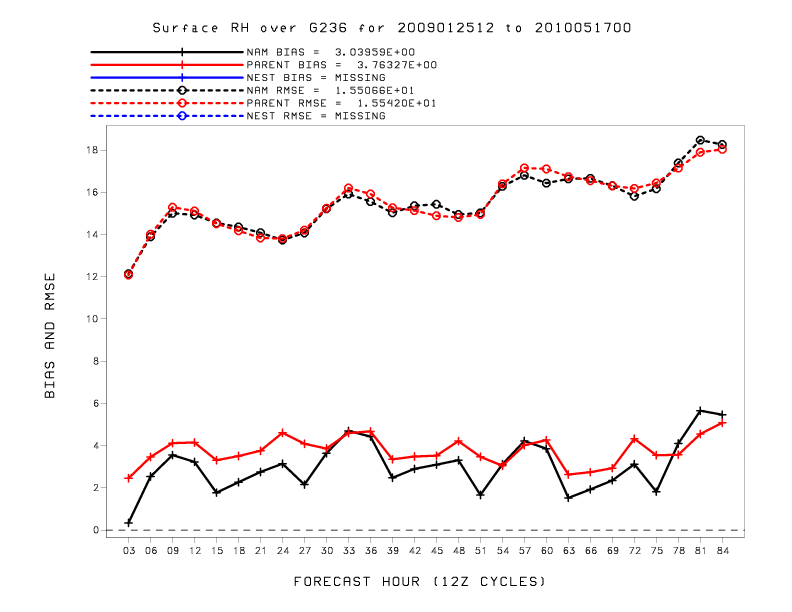 Surface RH over G236 for 2009012512 to 2010051700
NAM BIAS = 3.03959E+00
PARENT BIAS = 3.76327E+00
NEST BIAS = MISSING
NAM RMSE = 1.55066E+01
PARENT RMSE = 1.55420E+01
NEST RMSE = MISSING
18
16
14
12
10
8
6
4
2
0
BIAS AND RMSE
03 06 09 12 15 18 21 24 27 30 33 36 39 42 45 48 51 54 57 60 63 66 69 72 75 78 81 84
FORECAST HOUR (12Z CYCLES)